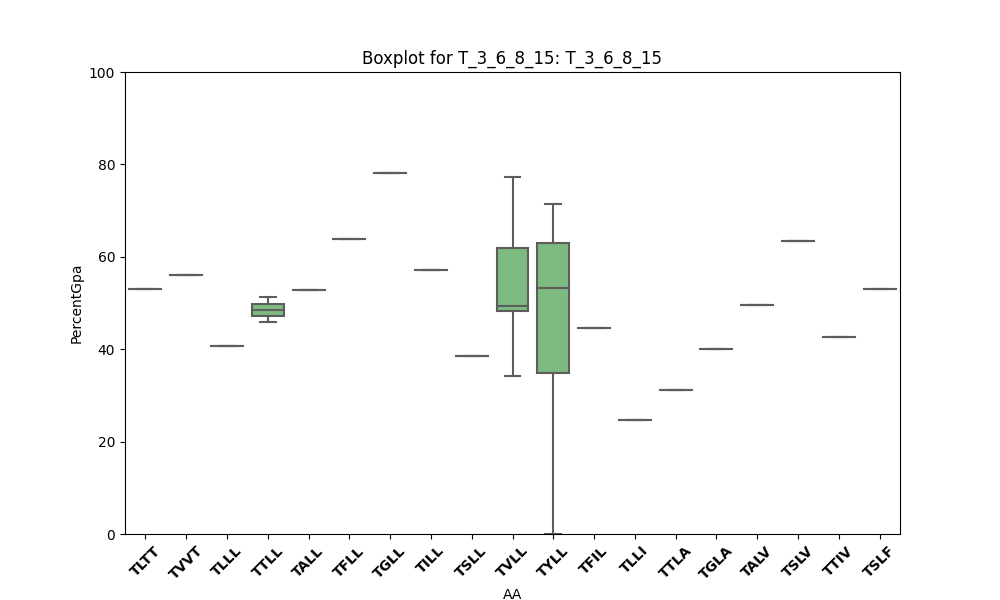 Boxplot for T_3_6_8_15: T_3_6_8_15
PercentGpa
100
80
60
40
20
0
TLTT TVVT TLLL TTLL TALL TFLL TGLL TILL TSLL TVLL TYLL TFIL TLLI TTLA TGLA TALV TSLV TTIV TSLF
AA